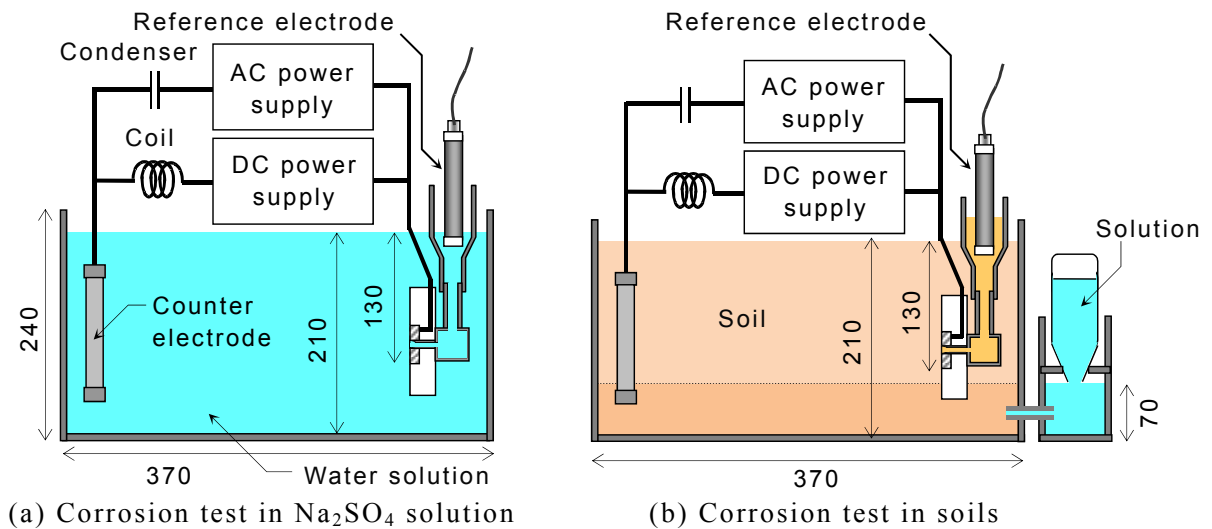 Reference electrode
Condenser
AC power
supply
Coil
DC power
supply
Counter
electrode
240
210
130
370
Water solution
(a) Corrosion test in Na₂SO₄ solution
Reference electrode
AC power
supply
DC power
supply
Solution
Soil
130
210
70
370
(b) Corrosion test in soils